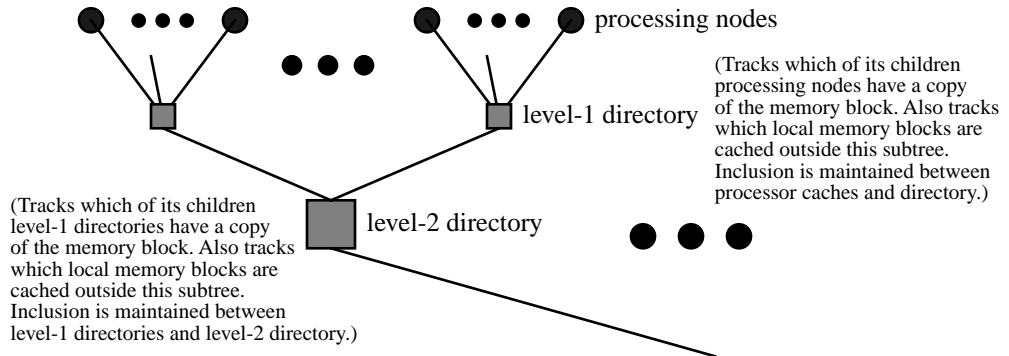 processing nodes
(Tracks which of its children
processing nodes have a copy
of the memory block. Also tracks
which local memory blocks are
cached outside this subtree.
Inclusion is maintained between
processor caches and directory.)
level-1 directory
(Tracks which of its children
level-1 directories have a copy
of the memory block. Also tracks
which local memory blocks are
cached outside this subtree.
Inclusion is maintained between
level-1 directories and level-2 directory.)
level-2 directory